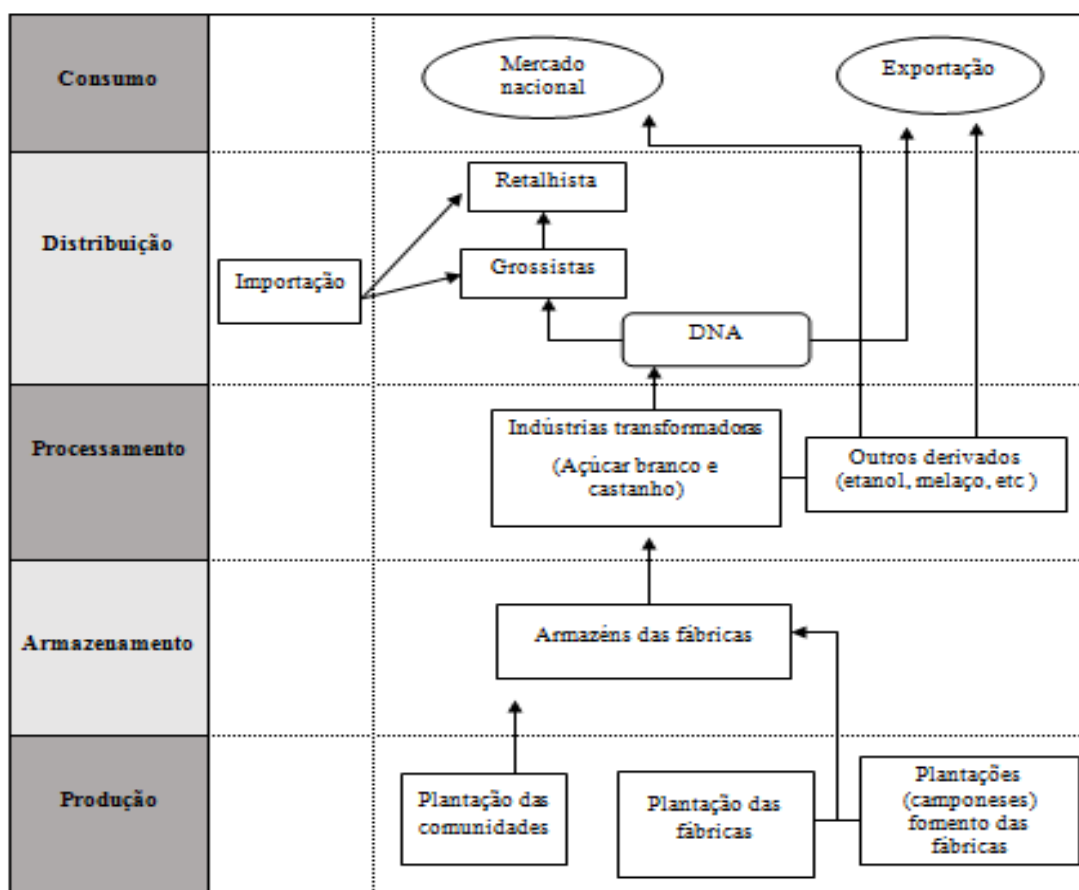 Consumo
Mercado
nacional
Exportação
Distribuição
Retalhista
Importação
Grossistas
DNA
Processamento
Indústrias transformadoras
(Açúcar branco e
castanho)
Outros derivados
(etanol, melaço, etc )
Armazenamento
Armazéns das fábricas
Produção
Plantação das
comunidades
Plantação das
fábricas
Plantações
(camponeses)
fomento das
fábricas